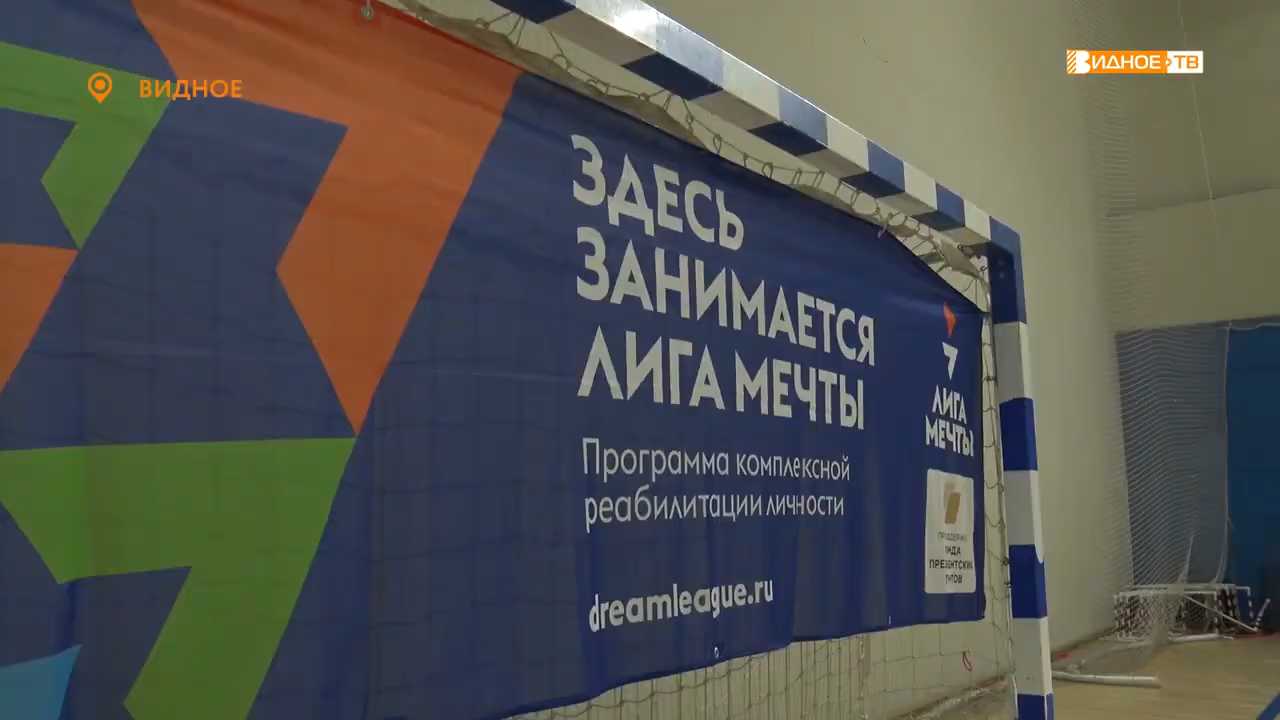 ВИДНОЕ
ВИДНОЕ ТВ
ЗДЕСЬ
ЗАНИМАЕТСЯ
ЛИГА МЕЧТЫ
Программа комплексной
реабилитации личности
dreamleague.ru
ЛИГА
МЕЧТЫ